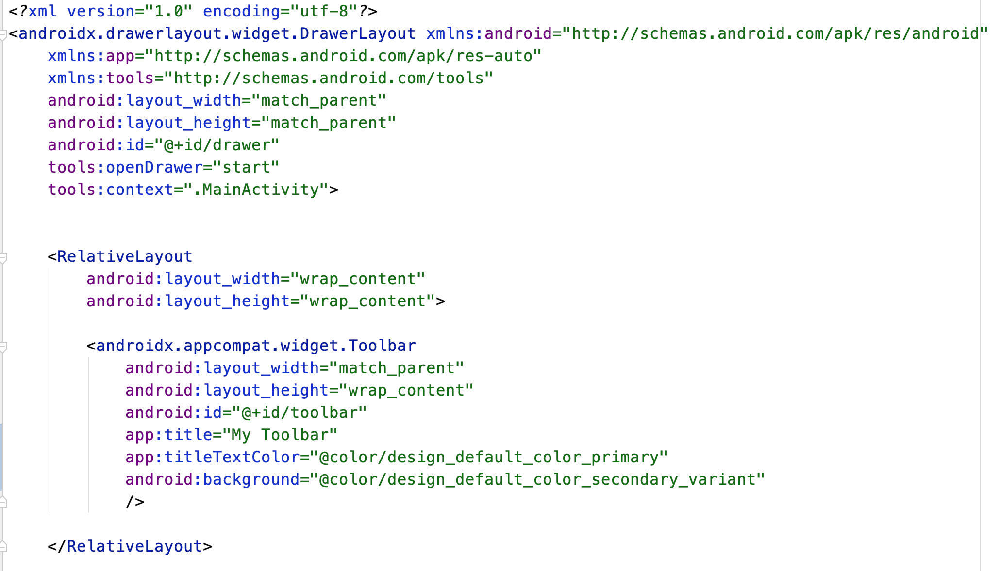 <?xml version="1.0" encoding="utf-8"?>
<androidx.drawerlayout.widget.DrawerLayout xmlns:android="http://schemas.android.com/apk/res/android"
    xmlns:app="http://schemas.android.com/apk/res-auto"
    xmlns:tools="http://schemas.android.com/tools"
    android:layout_width="match_parent"
    android:layout_height="match_parent"
    android:id="@+id/drawer"
    tools:openDrawer="start"
    tools:context=".MainActivity">
    <RelativeLayout
        android:layout_width="wrap_content"
        android:layout_height="wrap_content">
        <androidx.appcompat.widget.Toolbar
            android:layout_width="match_parent"
            android:layout_height="wrap_content"
            android:id="@+id/toolbar"
            app:title="My Toolbar"
            app:titleTextColor="@color/design_default_color_primary"
            android:background="@color/design_default_color_secondary_variant"
            />
    </RelativeLayout>